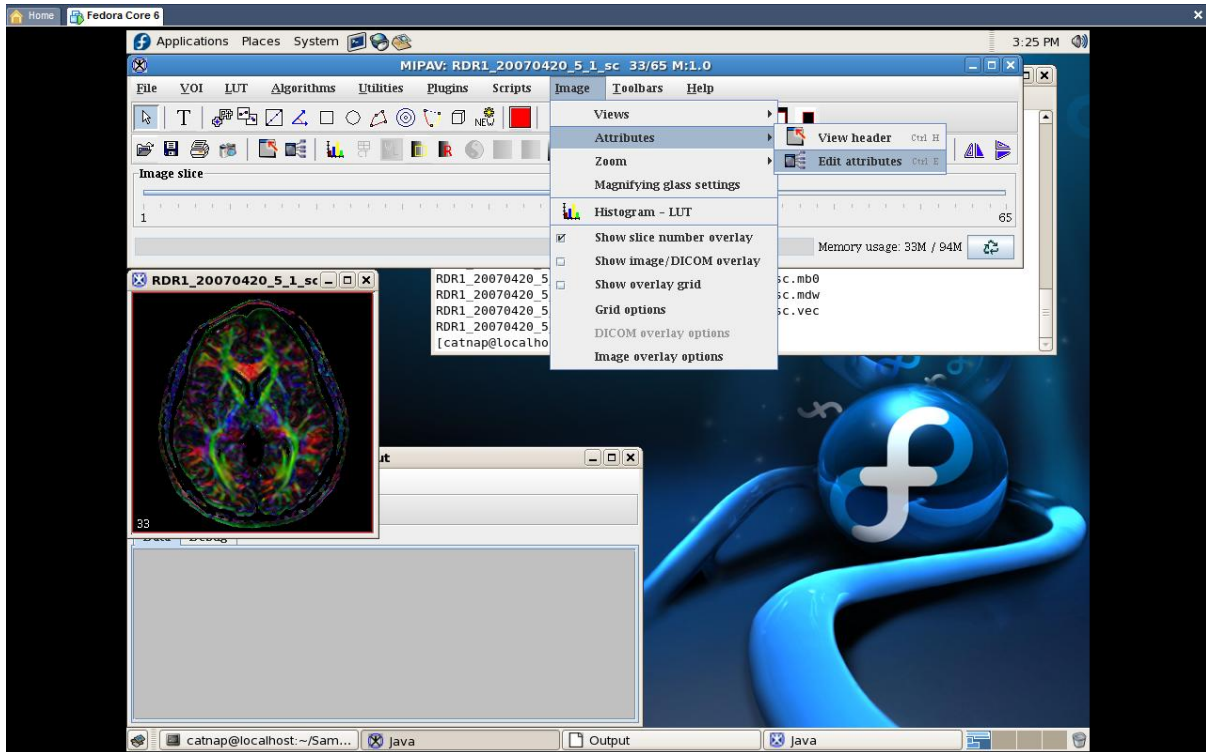 Home Fedora Core 6
Applications Places System 3:25 PM
MIPAV: RDR1_20070420_5_1_sc 33/65 M:1.0
File VOI LUT Algorithms Utilities Plugins Scripts Image Toolbars Help
T NEW
Views
Attributes
View header Ctrl H
Edit attributes Ctrl E
Zoom
Magnifying glass settings
Histogram - LUT
Show slice number overlay
Show image/DICOM overlay
Show overlay grid
Grid options
DICOM overlay options
Image overlay options
Image slice
1 65
Memory usage: 33M / 94M
RDR1_20070420_5_1_sc
33
RDR1_20070420_5 sc.mb0
RDR1_20070420_5 sc.mdw
RDR1_20070420_5 sc.vec
RDR1_20070420_5
[catnap@localho
catnap@localhost:~/Sam... Java Output Java